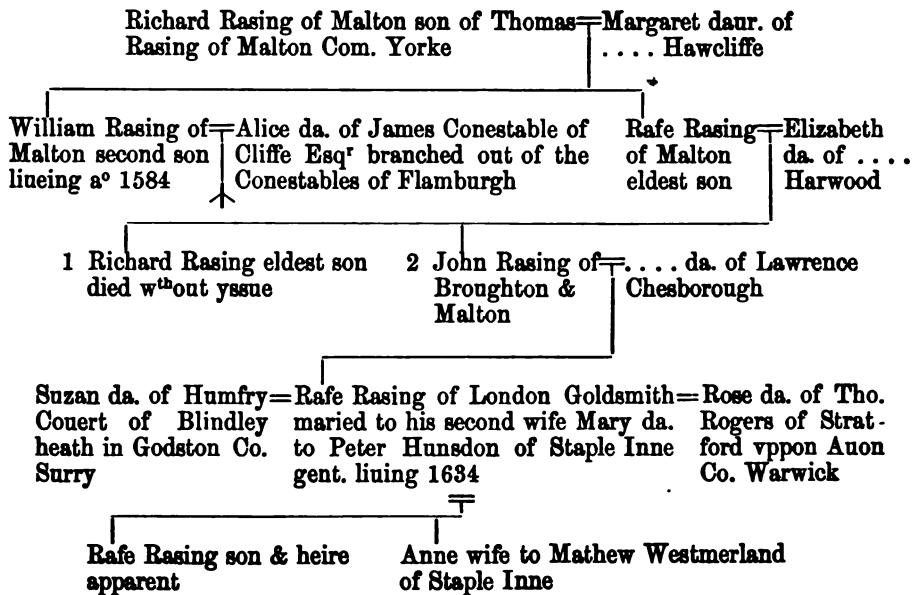 Richard Rasing of Malton son of Thomas=Margaret daur. of
Rasing of Malton Com. Yorke
.... Hawcliffe
William Rasing of
Malton second son
liueing aº 1584
Alice da. of James Conestable of
Cliffe Esqʳ branched out of the
Conestables of Flamburgh
Rafe Rasing
of Malton
eldest son
Elizabeth
da. of ....
Harwood
1 Richard Rasing eldest son
died wᵗʰout yssue
2 John Rasing of
Broughton &
Malton
.... da. of Lawrence
Chesborough
Suzan da. of Humfry
Couert of Blindley
heath in Godston Co.
Surry
Rafe Rasing of London Goldsmith
maried to his second wife Mary da.
to Peter Hunsdon of Staple Inne
gent. liuing 1634
Rose da. of Tho.
Rogers of Strat-
ford vppon Auon
Co. Warwick
Rafe Rasing son & heire
apparent
Anne wife to Mathew Westmerland
of Staple Inne